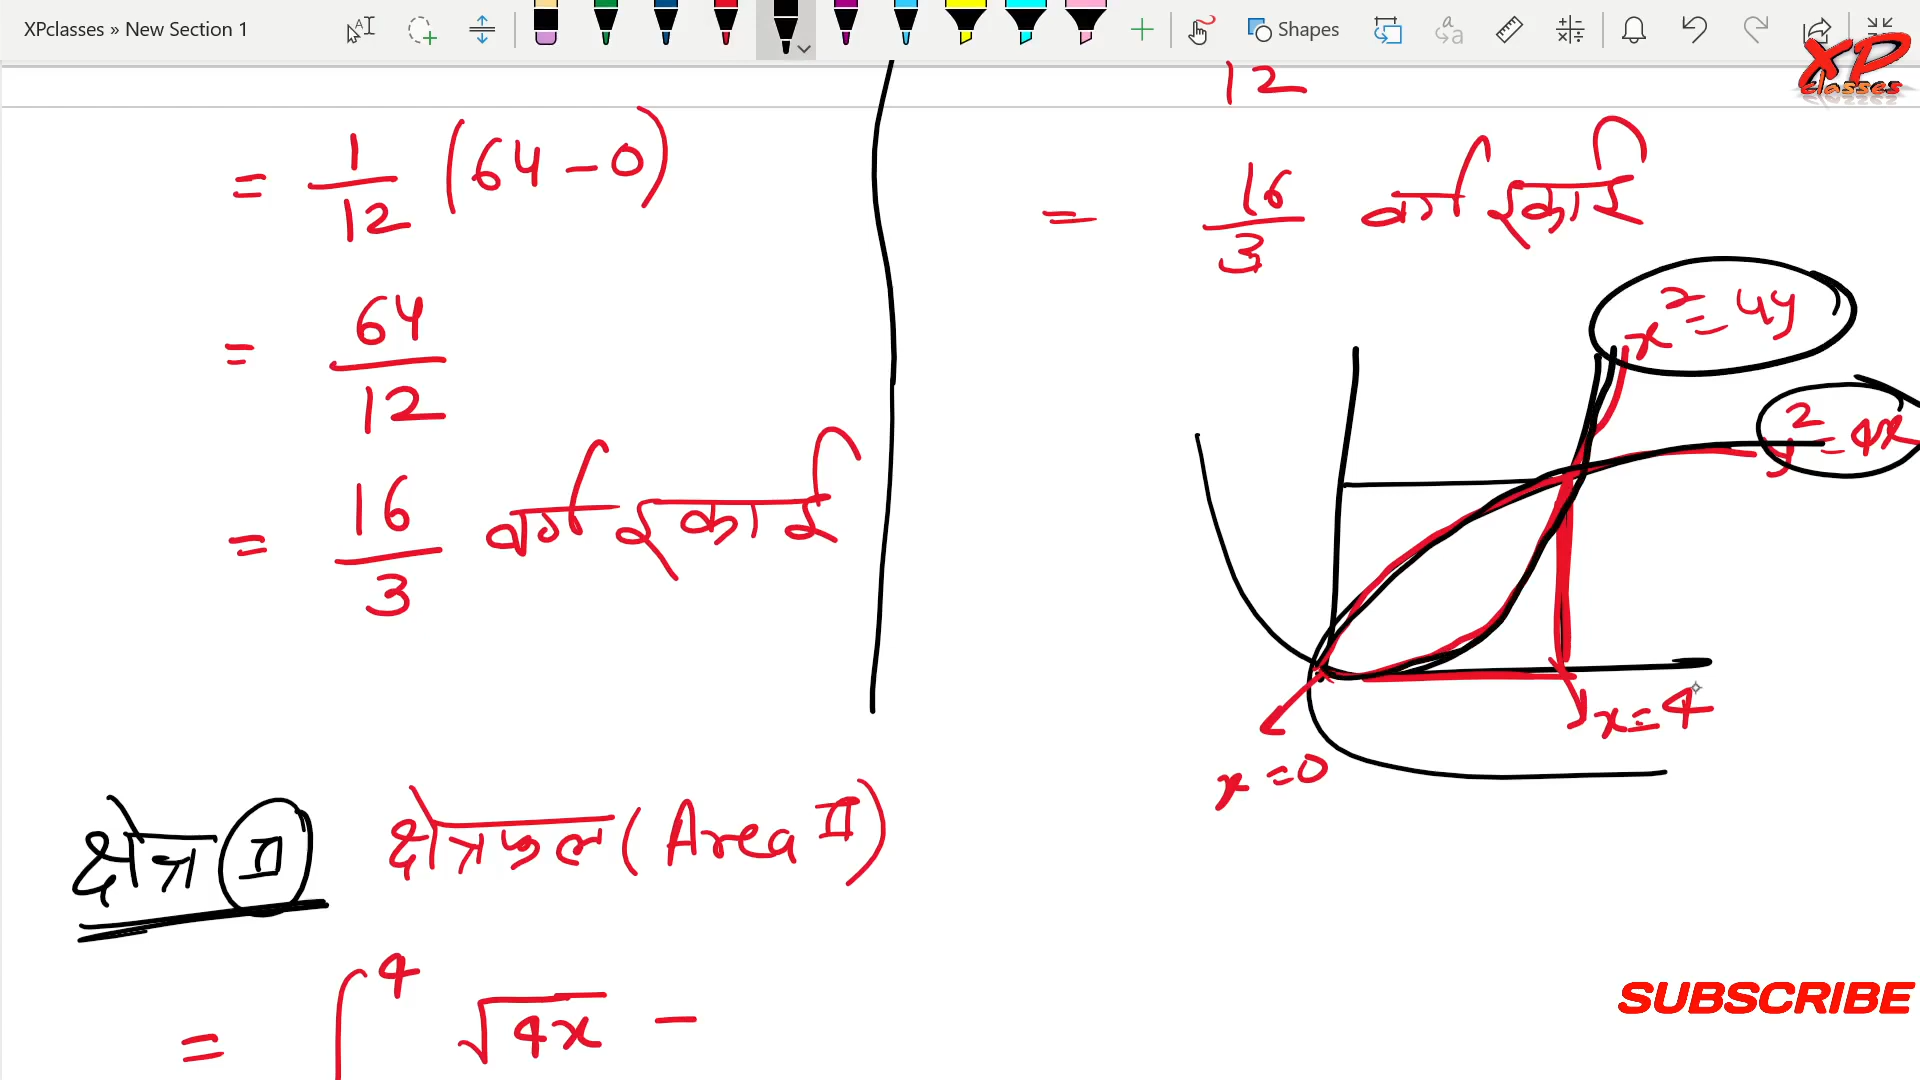 XPclasses » New Section 1
Shapes
XP
classes
= 1/12 (64 - 0)
= 64/12
= 16/3 वर्ग इकाई
12
= 16/3 वर्ग इकाई
x² = 4y
y² = 4x
x = 4
x = 0
क्षेत्र II क्षेत्रफल (Area II)
= ∫⁴ √4x -
SUBSCRIBE